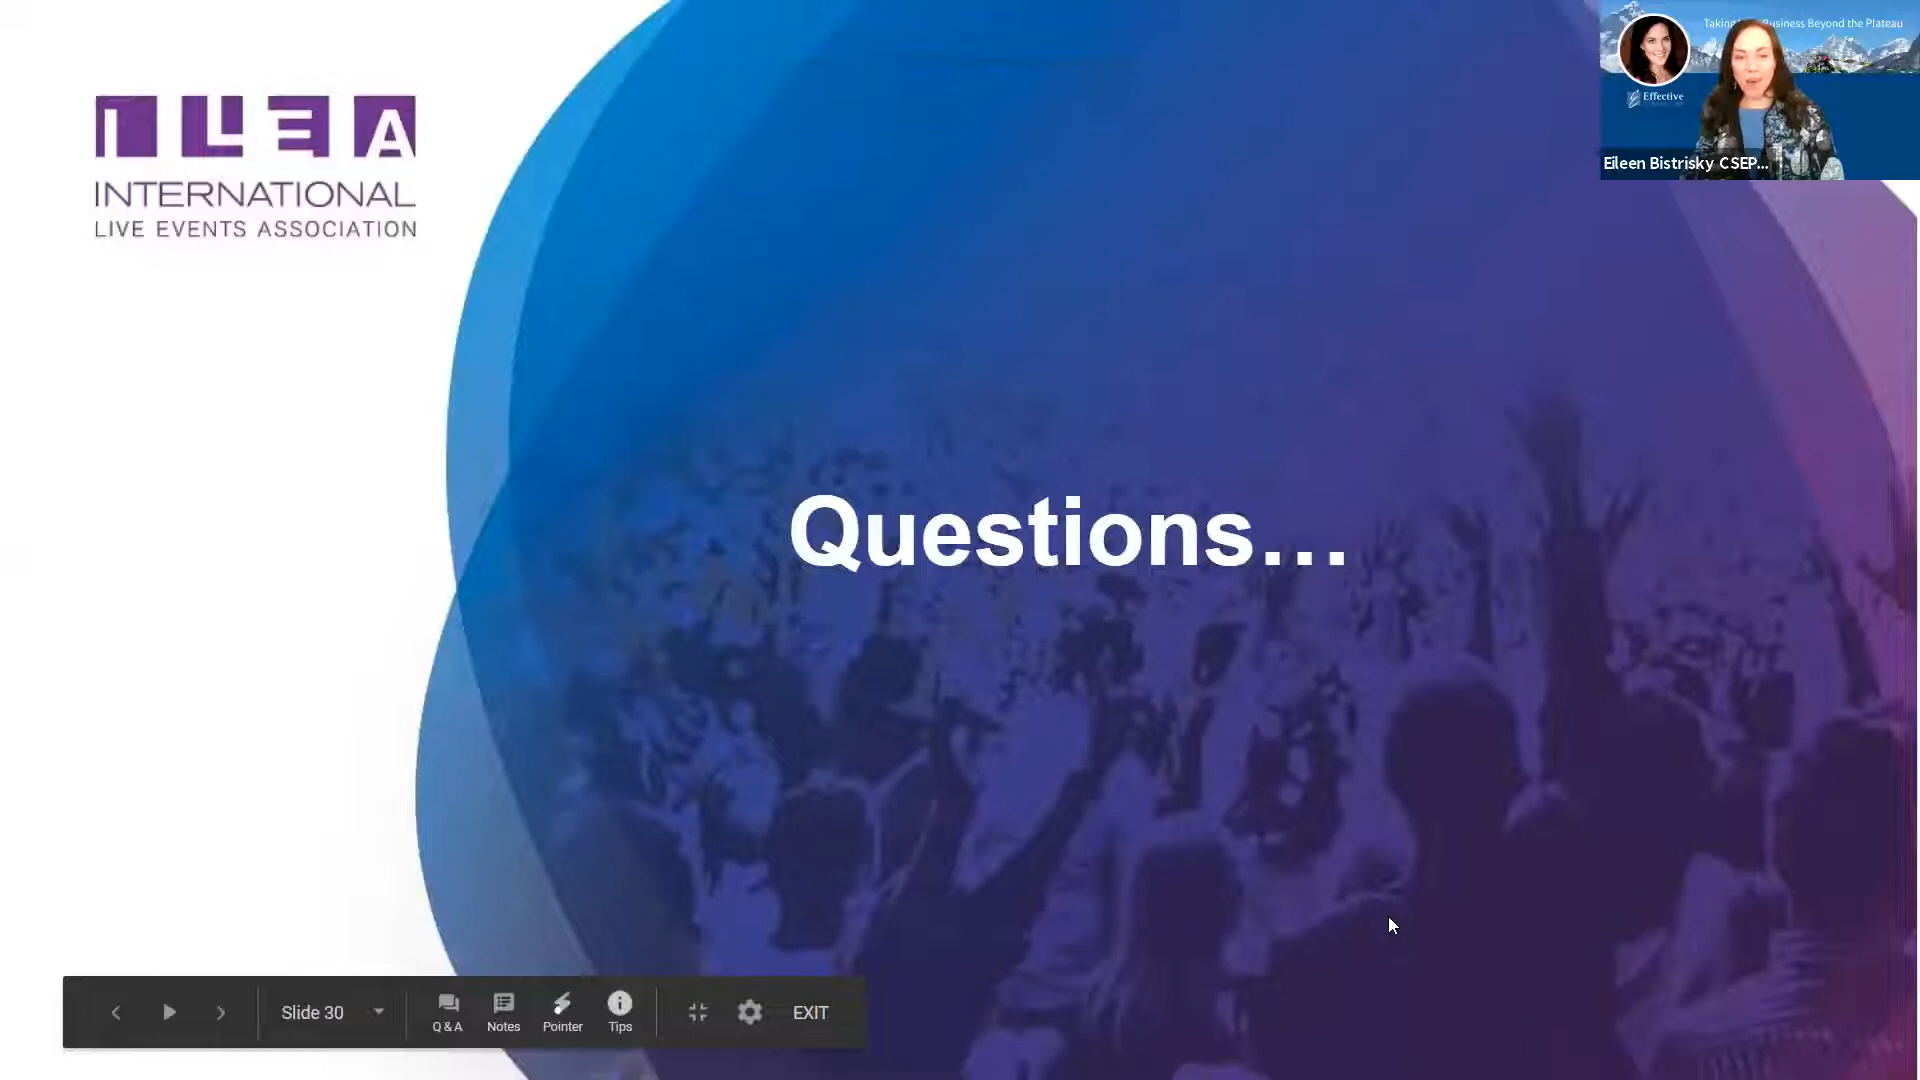 ILEA
INTERNATIONAL
LIVE EVENTS ASSOCIATION
Business Beyond the Plateau
Effective
Eileen Bistrisky CSEP...
Questions...
Slide 30
Q & A
Notes
Pointer
Tips
EXIT